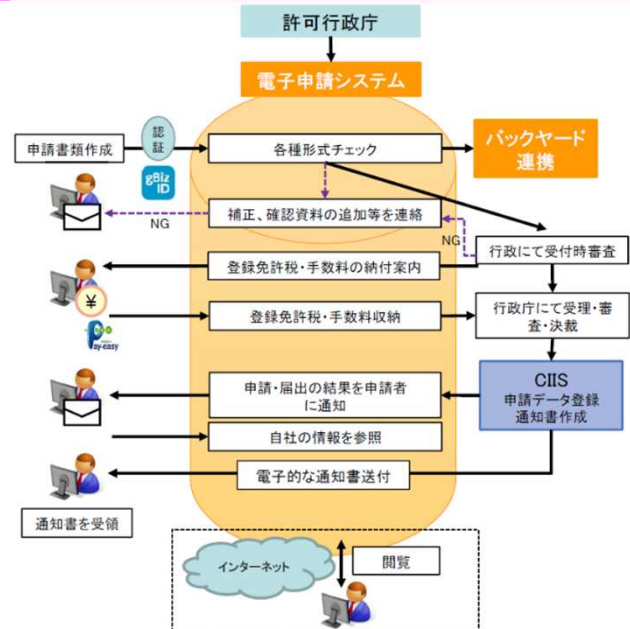 許可行政庁
電子申請システム
認
証
申請書類作成
各種形式チェック
バックヤード
連携
gBiz
ID
補正、確認資料の追加等を連絡
NG
NG
行政にて受付時審査
登録免許税・手数料の納付案内
¥
登録免許税・手数料収納
行政庁にて受理・審
査・決裁
Pay-easy
申請・届出の結果を申請者
に通知
CIIS
申請データ登録
通知書作成
自社の情報を参照
電子的な通知書送付
通知書を受領
インターネット
閲覧